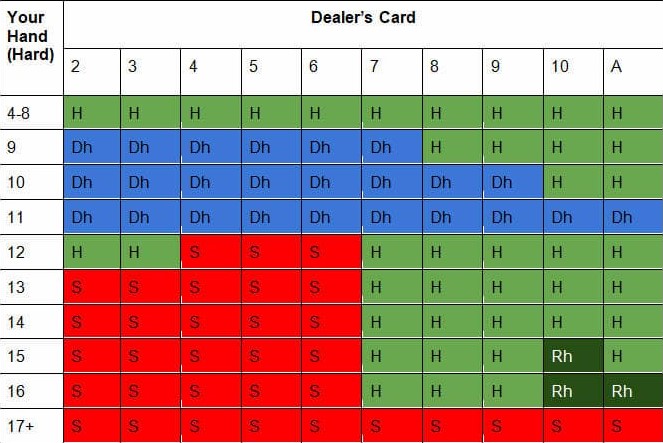 Your Hand (Hard) Dealer's Card
2 3 4 5 6 7 8 9 10 A
4-8 H H H H H H H H H H
9 Dh Dh Dh Dh Dh Dh H H H H
10 Dh Dh Dh Dh Dh Dh Dh Dh H H
11 Dh Dh Dh Dh Dh Dh Dh Dh Dh Dh
12 H H S S S H H H H H
13 S S S S S H H H H H
14 S S S S S H H H H H
15 S S S S S H H H Rh H
16 S S S S S H H H Rh Rh
17+ S S S S S S S S S S